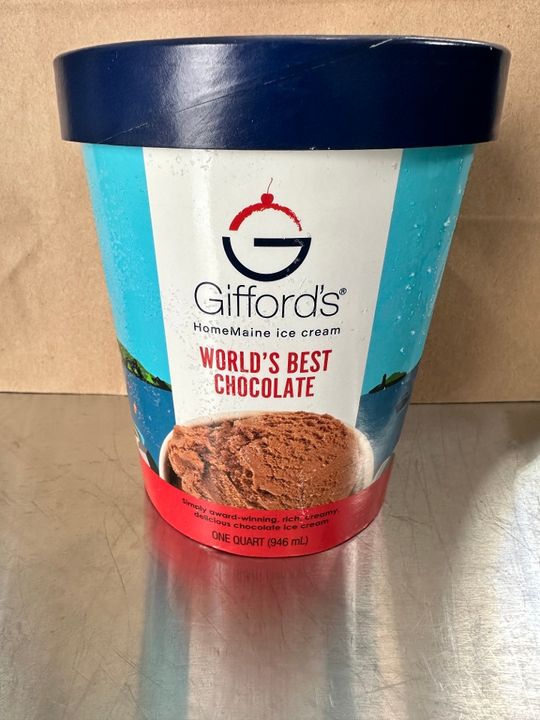 G
Gifford's®
HomeMaine ice cream
WORLD'S BEST
CHOCOLATE
Simply award-winning, rich, creamy,
delicious chocolate ice cream
ONE QUART (946 mL)